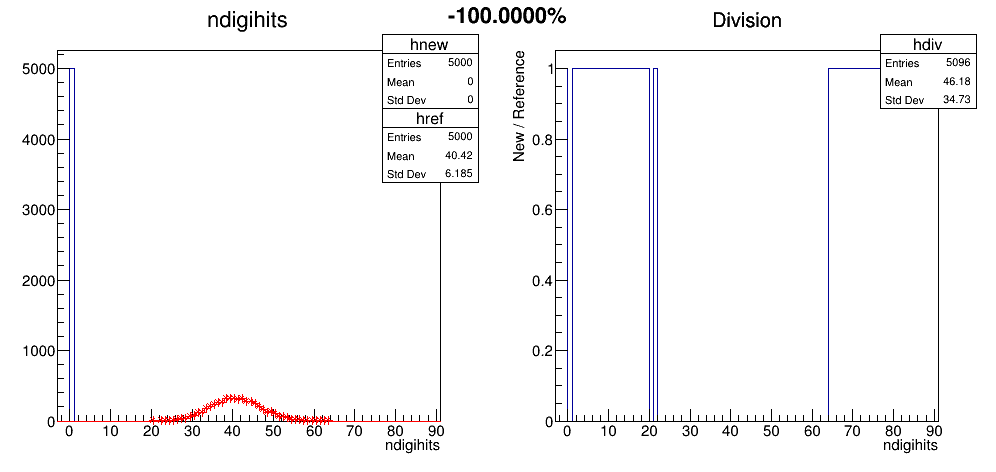 -100.0000%
ndigihits
hnew
Entries 5000
Mean 0
Std Dev 0
href
Entries 5000
Mean 40.42
Std Dev 6.185
5000
4000
3000
2000
1000
0
0 10 20 30 40 50 60 70 80 90
ndigihits
Division
hdiv
Entries 5096
Mean 46.18
Std Dev 34.73
New / Reference
1
0.8
0.6
0.4
0.2
0
0 10 20 30 40 50 60 70 80 90
ndigihits